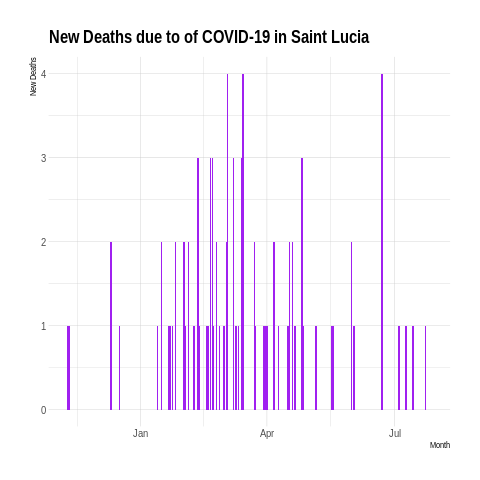 New Deaths due to of COVID-19 in Saint Lucia
New Deaths
4
3
2
1
0
Jan Apr Jul
Month